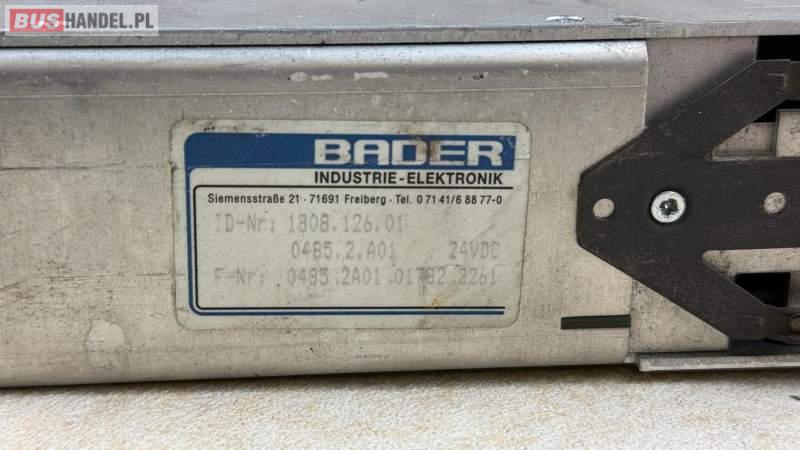 BUSHANDEL.PL
BADER
INDUSTRIE-ELEKTRONIK
Siemensstraße 21 · 71691 Freiberg · Tel. 0 71 41/6 88 77-0
ID-Nr: 1808.126.01
0485.2.A01 24VDC
F-Nr: 0485.2A01.01782.2261